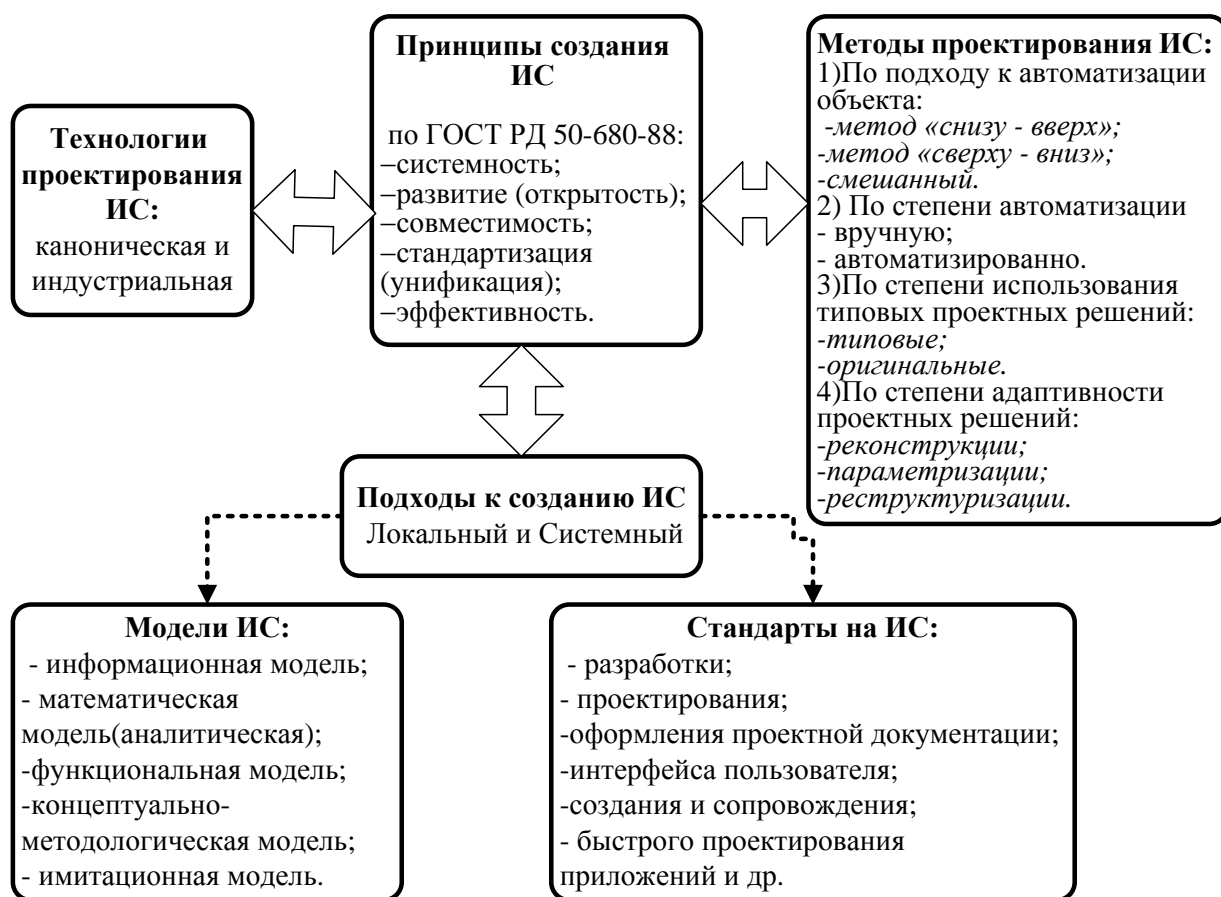 Технологии
проектирования
ИС:
каноническая и
индустриальная
Принципы создания
ИС
по ГОСТ РД 50-680-88:
–системность;
–развитие (открытость);
–совместимость;
–стандартизация
(унификация);
–эффективность.
Методы проектирования ИС:
1)По подходу к автоматизации
объекта:
-метод «снизу - вверх»;
-метод «сверху - вниз»;
-смешанный.
2) По степени автоматизации
- вручную;
- автоматизированно.
3)По степени использования
типовых проектных решений:
-типовые;
-оригинальные.
4)По степени адаптивности
проектных решений:
-реконструкции;
-параметризации;
-реструктуризации.
Подходы к созданию ИС
Локальный и Системный
Модели ИС:
- информационная модель;
- математическая
модель(аналитическая);
-функциональная модель;
-концептуально-
методологическая модель;
- имитационная модель.
Стандарты на ИС:
- разработки;
- проектирования;
-оформления проектной документации;
-интерфейса пользователя;
-создания и сопровождения;
- быстрого проектирования
приложений и др.